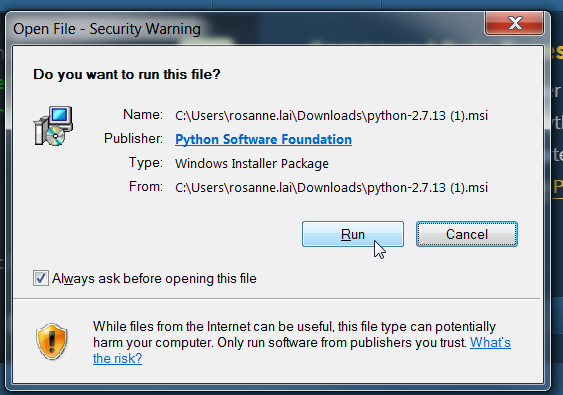 Open File - Security Warning
Do you want to run this file?
Name: C:\Users\rosanne.lai\Downloads\python-2.7.13 (1).msi
Publisher: Python Software Foundation
Type: Windows Installer Package
From: C:\Users\rosanne.lai\Downloads\python-2.7.13 (1).msi
Run Cancel
Always ask before opening this file
While files from the Internet can be useful, this file type can potentially
harm your computer. Only run software from publishers you trust. What's
the risk?